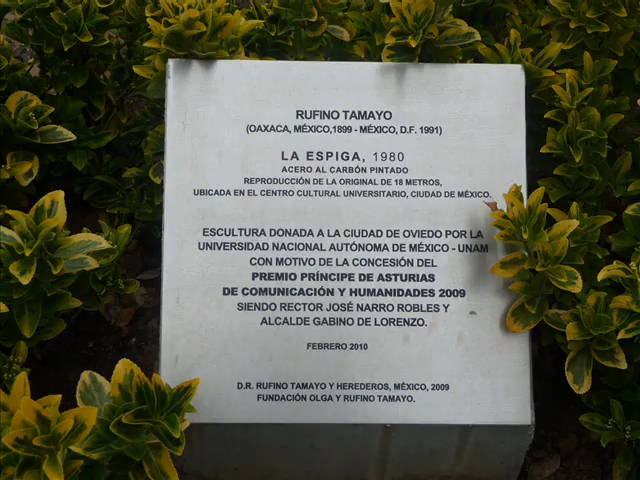 RUFINO TAMAYO
(OAXACA, MÉXICO,1899 - MÉXICO, D.F. 1991)
LA ESPIGA, 1980
ACERO AL CARBÓN PINTADO
REPRODUCCIÓN DE LA ORIGINAL DE 18 METROS,
UBICADA EN EL CENTRO CULTURAL UNIVERSITARIO, CIUDAD DE MÉXICO.
ESCULTURA DONADA A LA CIUDAD DE OVIEDO POR LA
UNIVERSIDAD NACIONAL AUTÓNOMA DE MÉXICO - UNAM
CON MOTIVO DE LA CONCESIÓN DEL
PREMIO PRÍNCIPE DE ASTURIAS
DE COMUNICACIÓN Y HUMANIDADES 2009
SIENDO RECTOR JOSÉ NARRO ROBLES Y
ALCALDE GABINO DE LORENZO.
FEBRERO 2010
D.R. RUFINO TAMAYO Y HEREDEROS, MÉXICO, 2009
FUNDACIÓN OLGA Y RUFINO TAMAYO.